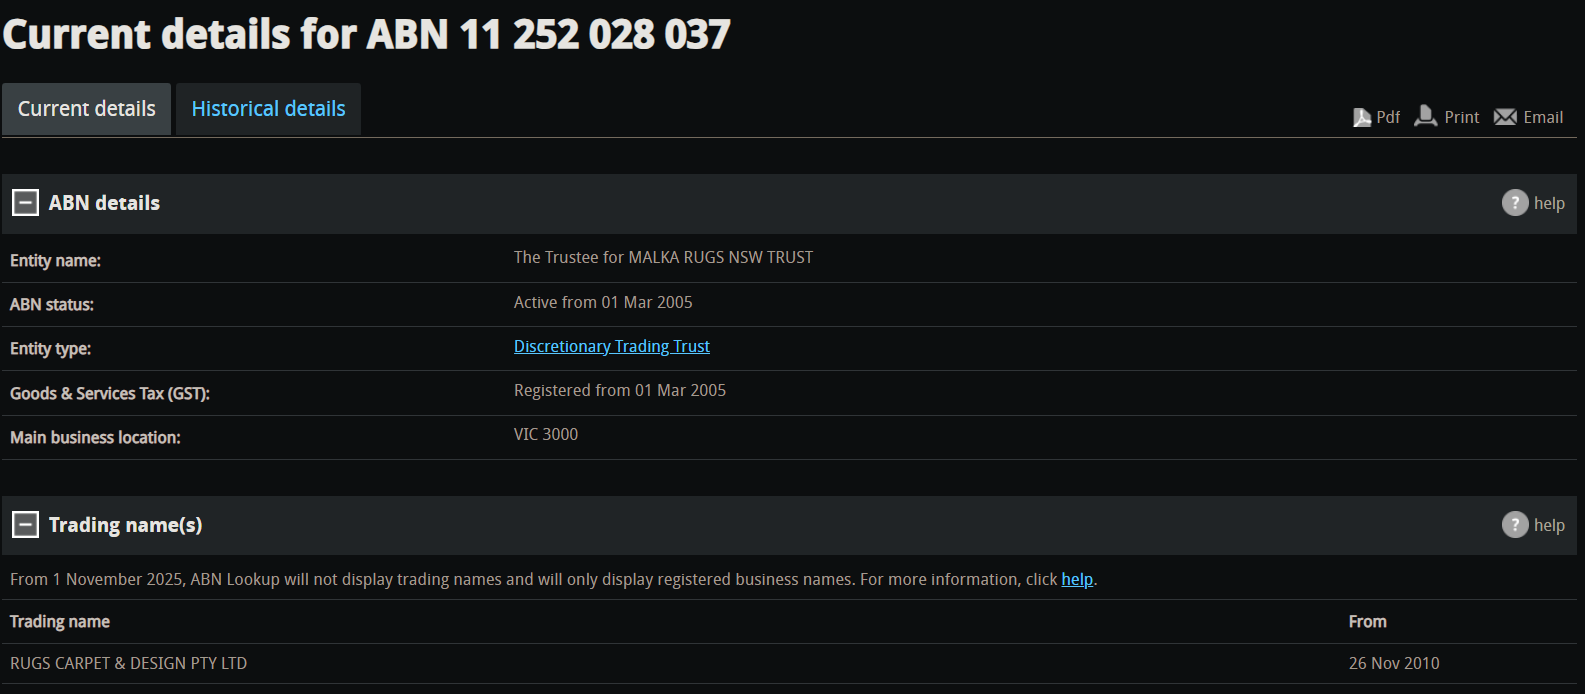 Current details for ABN 11 252 028 037
Current details
Historical details
Pdf
Print
Email
ABN details
? help
Entity name:
The Trustee for MALKA RUGS NSW TRUST
ABN status:
Active from 01 Mar 2005
Entity type:
Discretionary Trading Trust
Goods & Services Tax (GST):
Registered from 01 Mar 2005
Main business location:
VIC 3000
Trading name(s)
? help
From 1 November 2025, ABN Lookup will not display trading names and will only display registered business names. For more information, click help.
Trading name
From
RUGS CARPET & DESIGN PTY LTD
26 Nov 2010